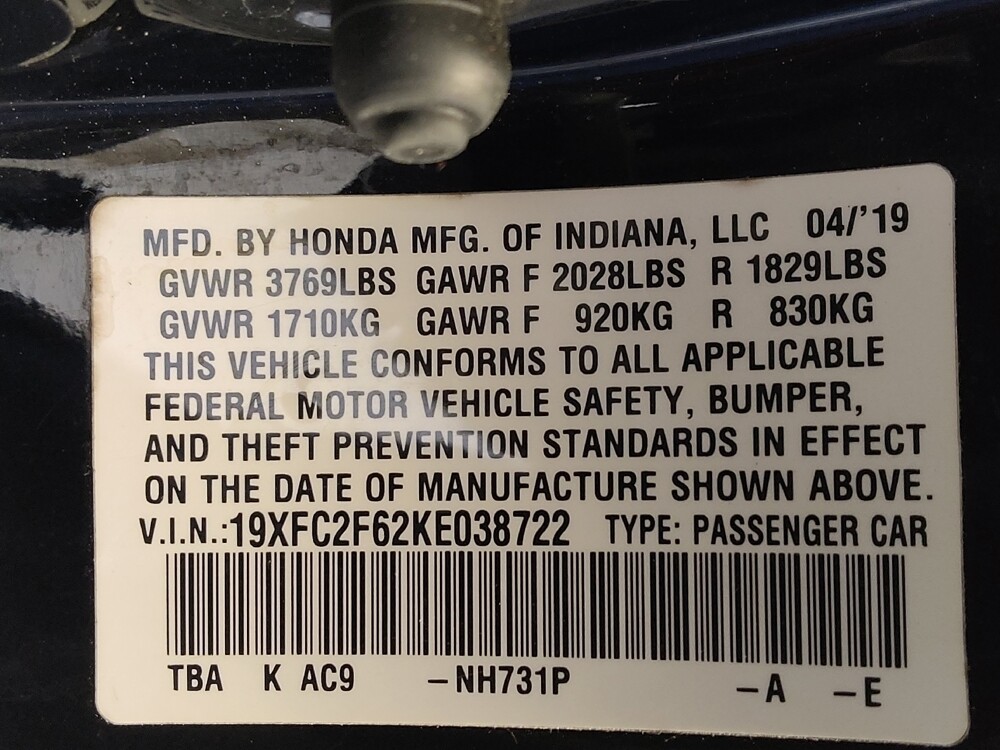 MFD. BY HONDA MFG. OF INDIANA, LLC 04/'19
GVWR 3769LBS GAWR F 2028LBS R 1829LBS
GVWR 1710KG GAWR F 920KG R 830KG
THIS VEHICLE CONFORMS TO ALL APPLICABLE
FEDERAL MOTOR VEHICLE SAFETY, BUMPER,
AND THEFT PREVENTION STANDARDS IN EFFECT
ON THE DATE OF MANUFACTURE SHOWN ABOVE.
V.I.N.:19XFC2F62KE038722 TYPE: PASSENGER CAR
TBA K AC9 -NH731P -A -E